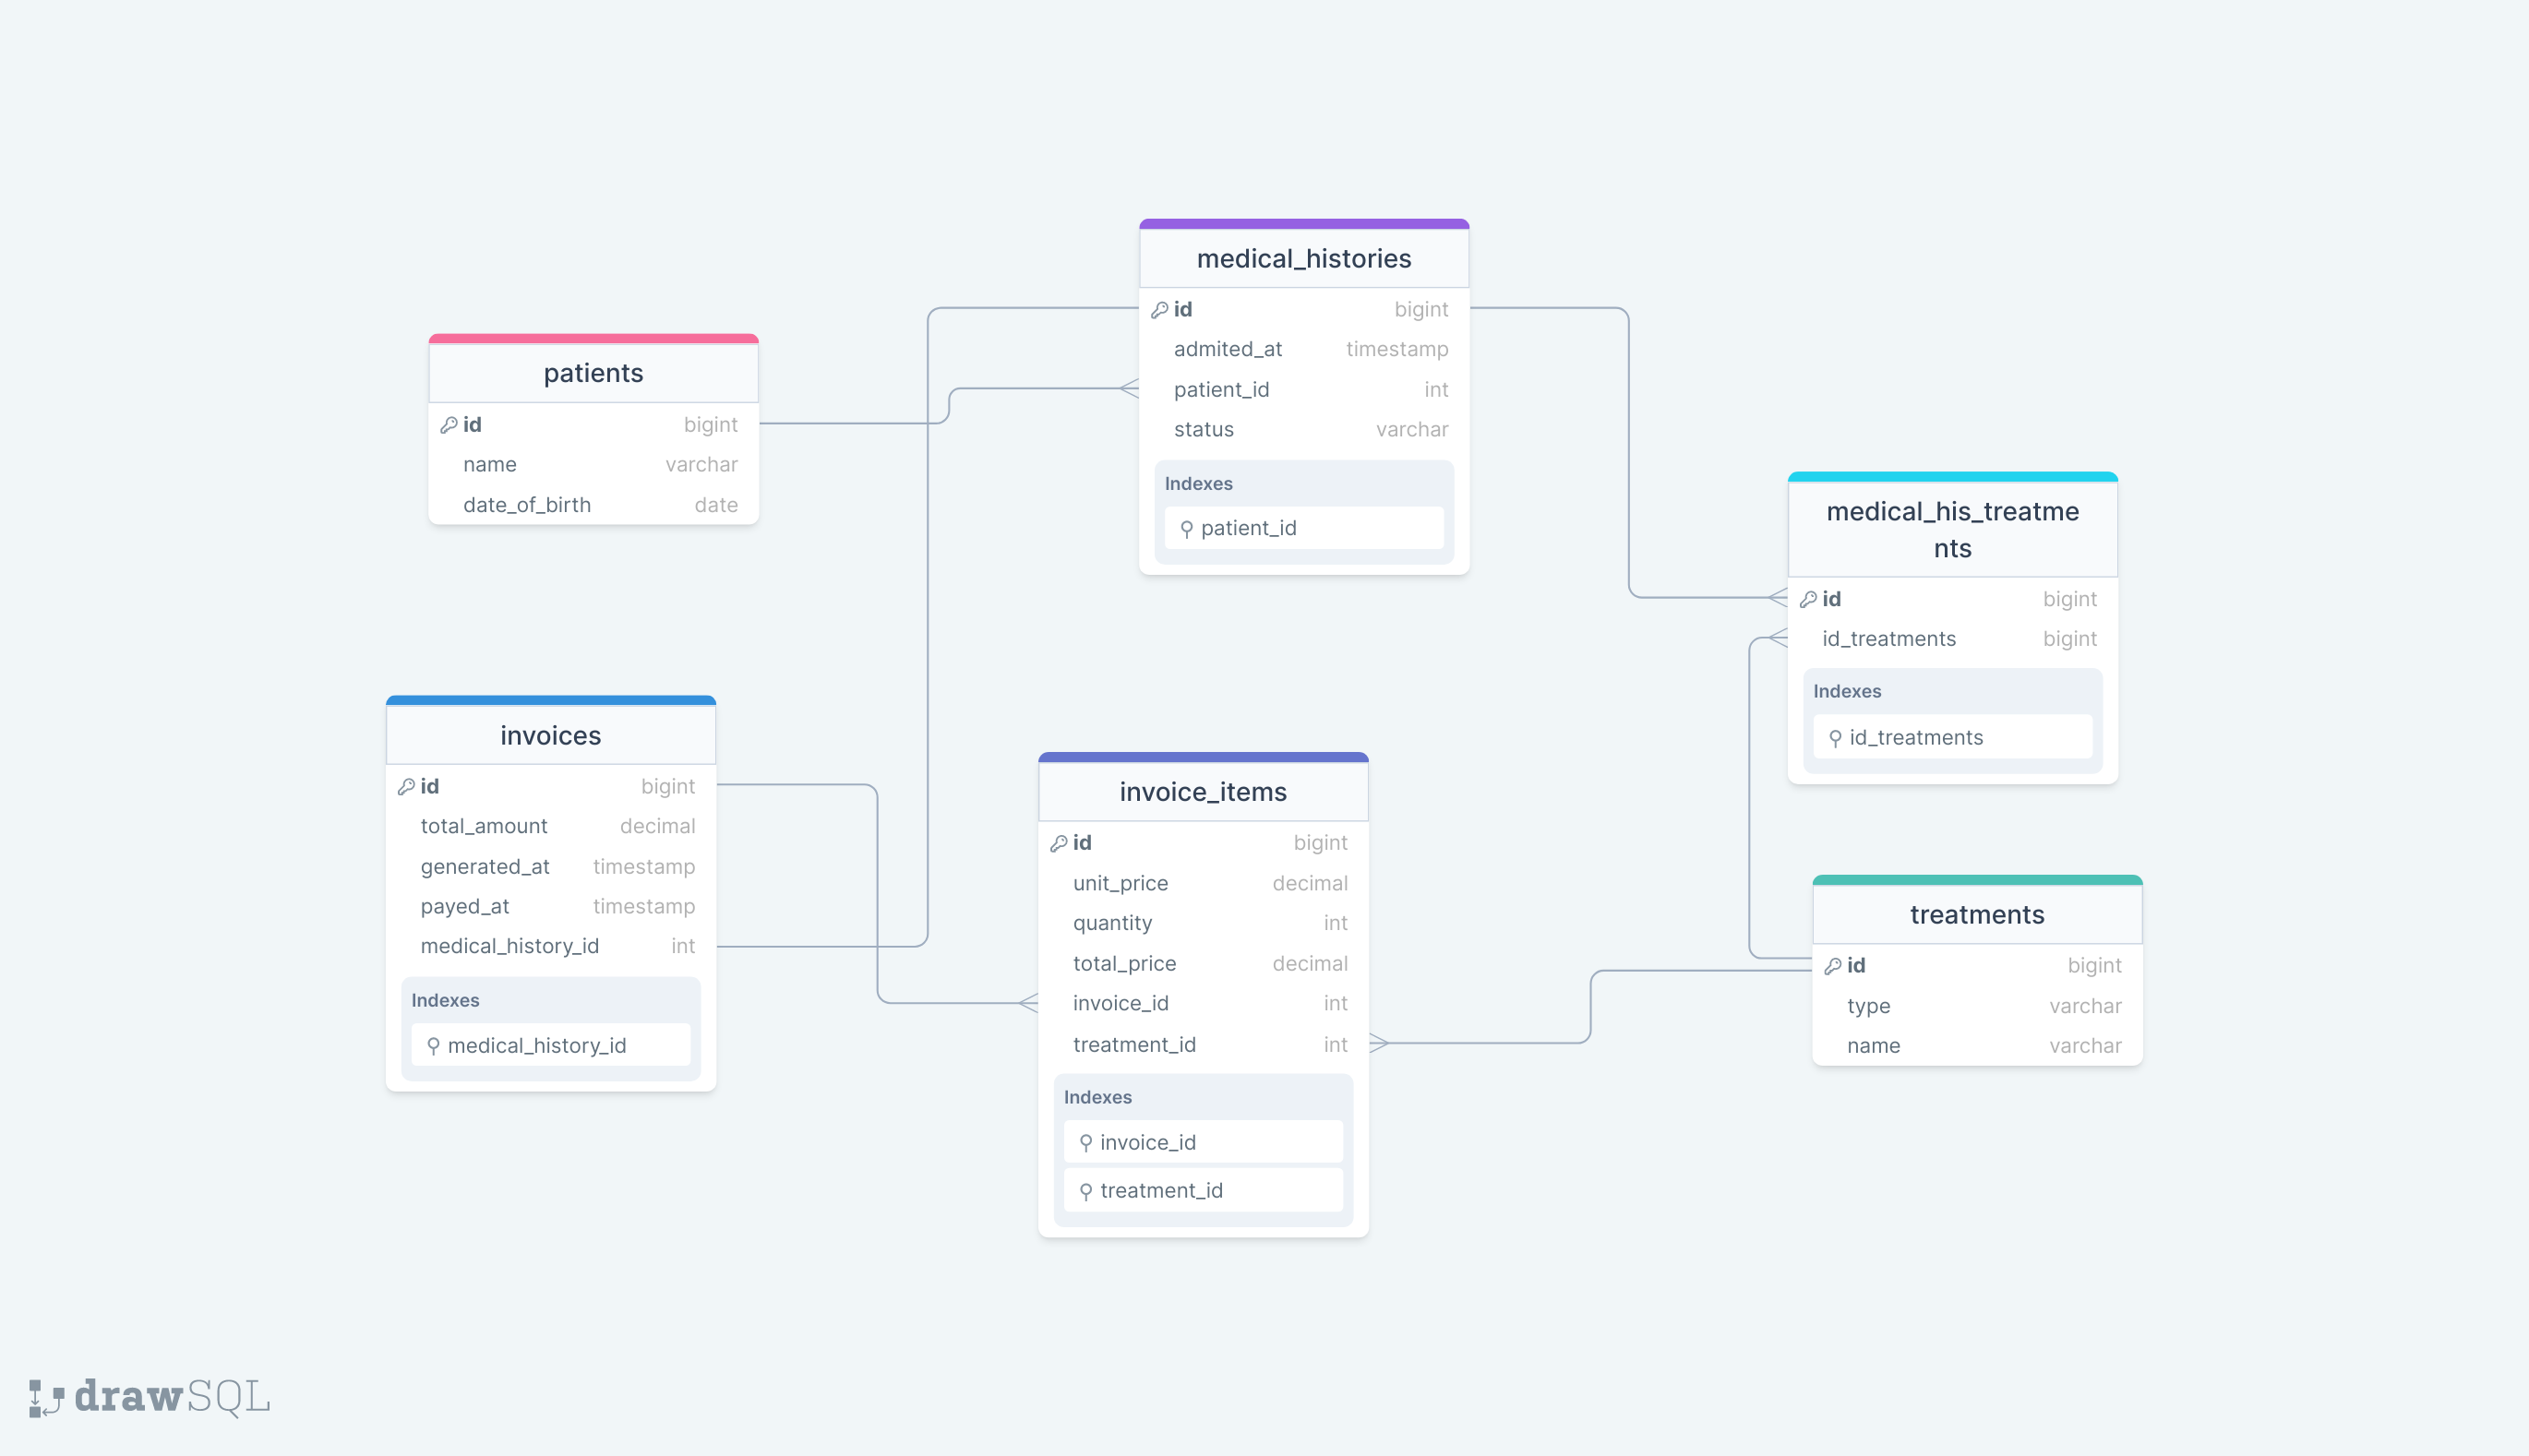 medical_histories
id bigint
admited_at timestamp
patient_id int
status varchar
Indexes
patient_id
patients
id bigint
name varchar
date_of_birth date
medical_his_treatme
nts
id bigint
id_treatments bigint
Indexes
id_treatments
invoices
id bigint
total_amount decimal
generated_at timestamp
payed_at timestamp
medical_history_id int
Indexes
medical_history_id
invoice_items
id bigint
unit_price decimal
quantity int
total_price decimal
invoice_id int
treatment_id int
Indexes
invoice_id
treatment_id
treatments
id bigint
type varchar
name varchar
drawSQL